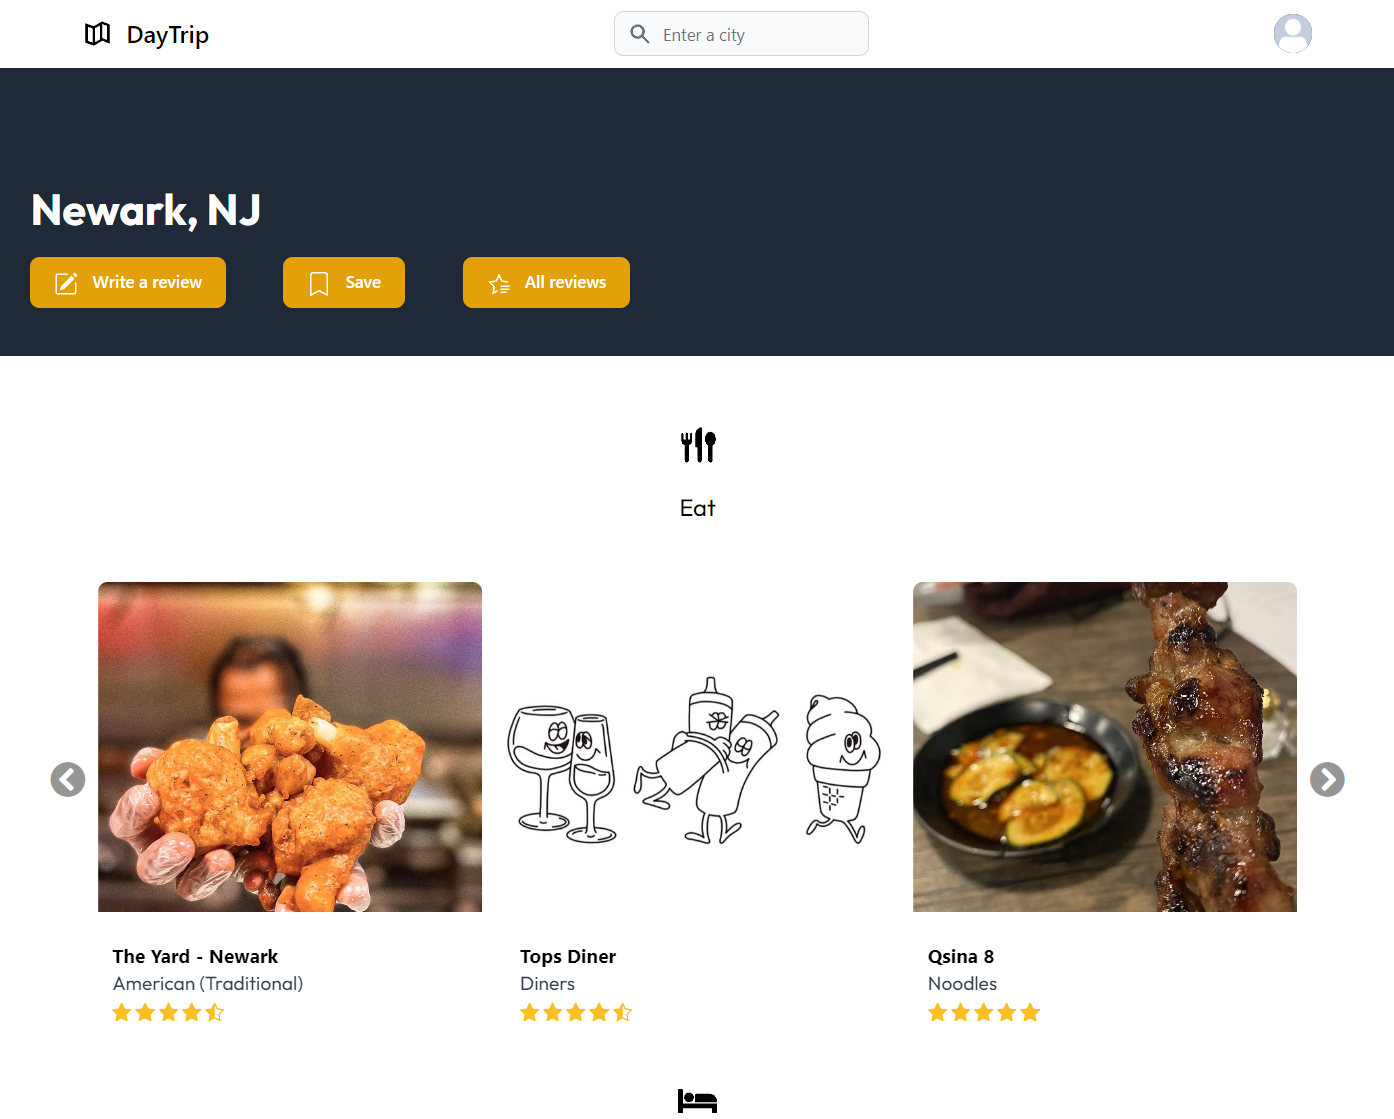 DayTrip
Enter a city
Newark, NJ
Write a review
Save
All reviews
Eat
The Yard - Newark
American (Traditional)
Tops Diner
Diners
Qsina 8
Noodles